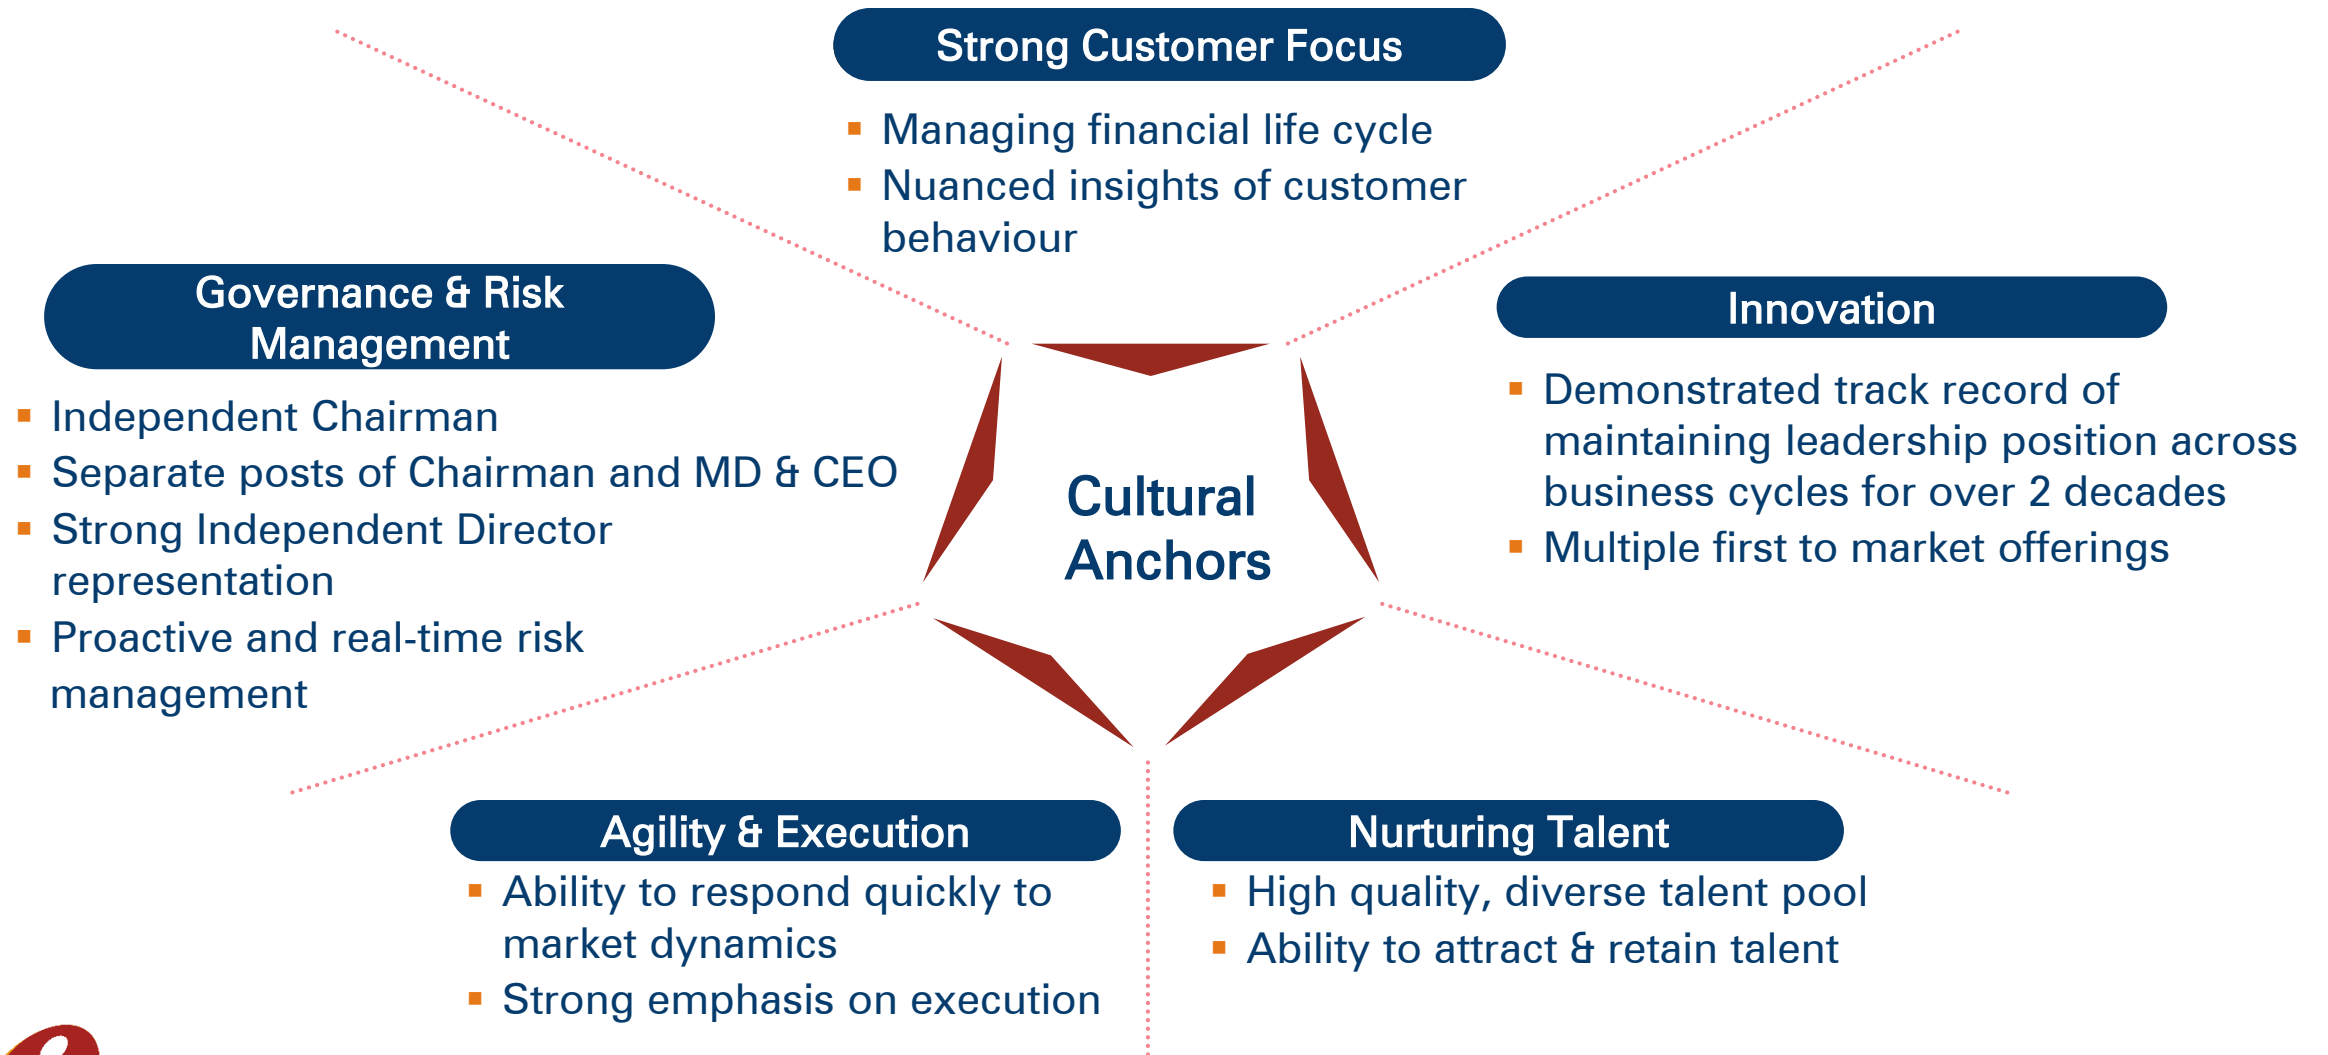 Strong Customer Focus
▪ Managing financial life cycle
▪ Nuanced insights of customer
behaviour
Governance & Risk
Management
▪ Independent Chairman
▪ Separate posts of Chairman and MD & CEO
▪ Strong Independent Director
representation
▪ Proactive and real-time risk
management
Innovation
▪ Demonstrated track record of
maintaining leadership position across
business cycles for over 2 decades
▪ Multiple first to market offerings
Cultural
Anchors
Agility & Execution
▪ Ability to respond quickly to
market dynamics
▪ Strong emphasis on execution
Nurturing Talent
▪ High quality, diverse talent pool
▪ Ability to attract & retain talent